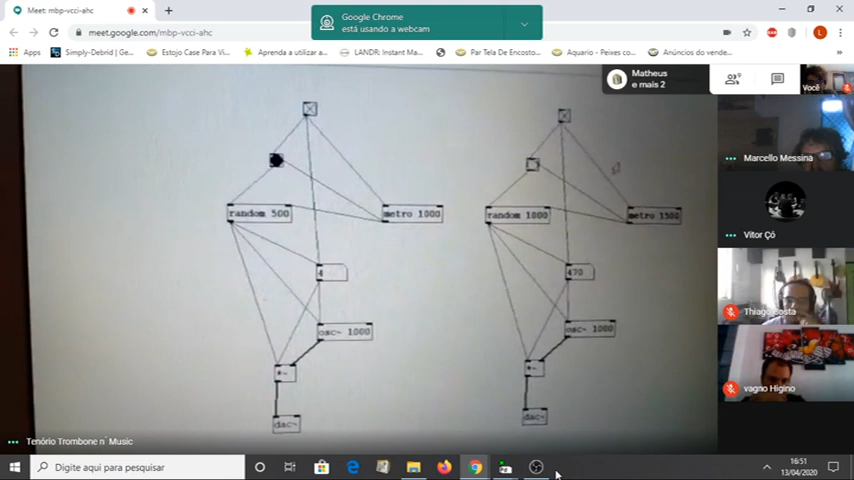 Meet: mbp-vcci-ahc
Google Chrome
está usando a webcam
meet.google.com/mbp-vcci-ahc
Apps
Simply-Debrid | Ge...
Estojo Case Para Vi...
Aprenda a utilizar a...
LANDR: Instant Ma...
Par Tela De Encosto...
Aquario - Peixes co...
Anúncios do vende...
L
Matheus
e mais 2
9
Você
Marcello Messina
Vitor Çó
Thiago Costa
vagno Higino
random 500
metro 1000
4
osc~ 1000
*~
dac~
random 1000
metro 1500
470
osc~ 1000
*~
dac~
Tenório Trombone n´ Music
Digite aqui para pesquisar
16:51
13/04/2020